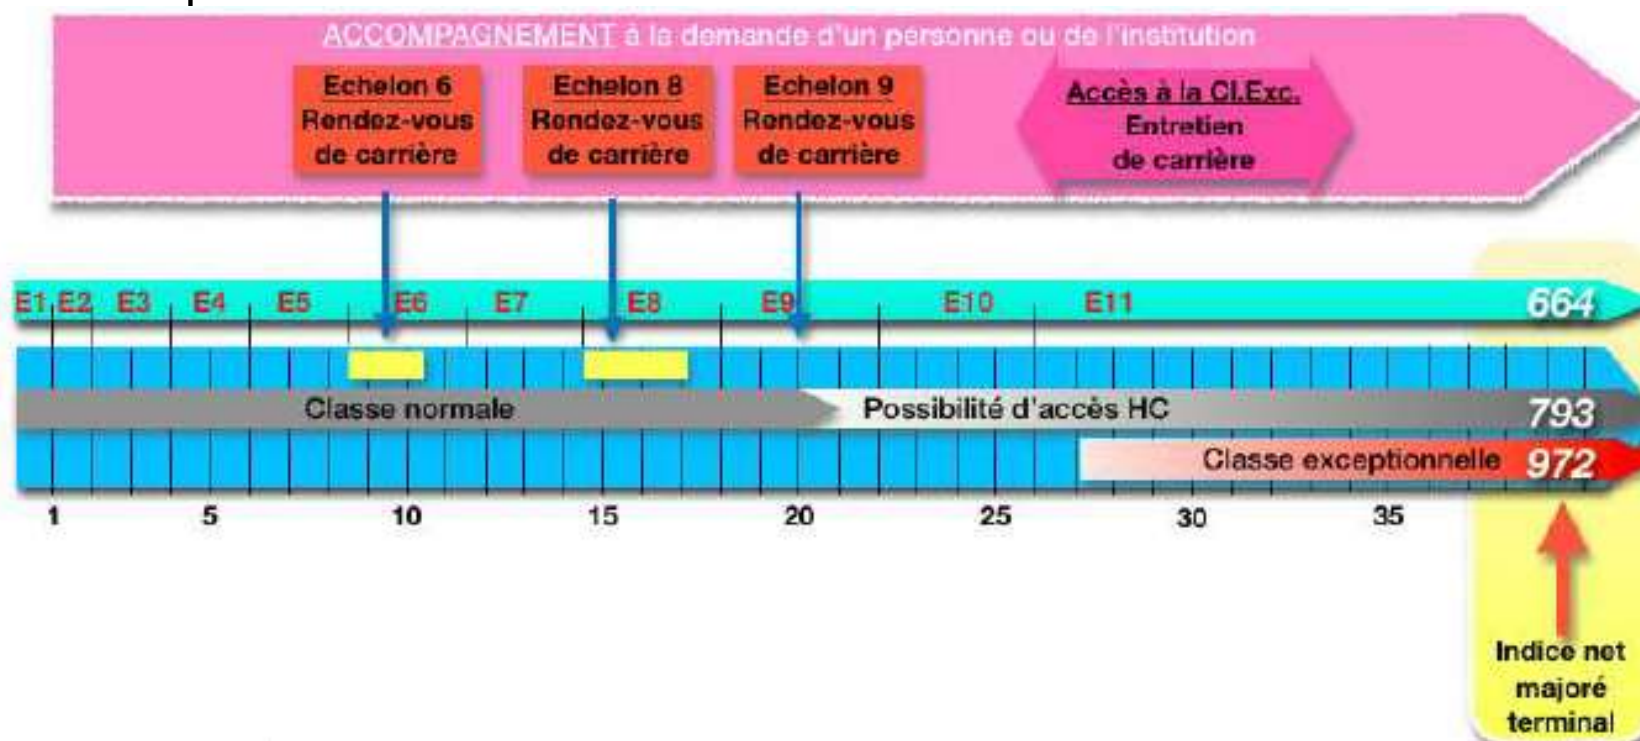 ACCOMPAGNEMENT à la demande d'un personne ou de l'institution
Echelon 6
Rendez-vous
de carrière
Echelon 8
Rendez-vous
de carrière
Echelon 9
Rendez-vous
de carrière
Accès à la Cl.Exc.
Entretien
de carrière
E1 E2 E3 E4 E5 E6 E7 E8 E9 E10 E11 664
Classe normale Possibilité d'accès HC 793
Classe exceptionnelle 972
1 5 10 15 20 25 30 35
Indice net
majoré
terminal